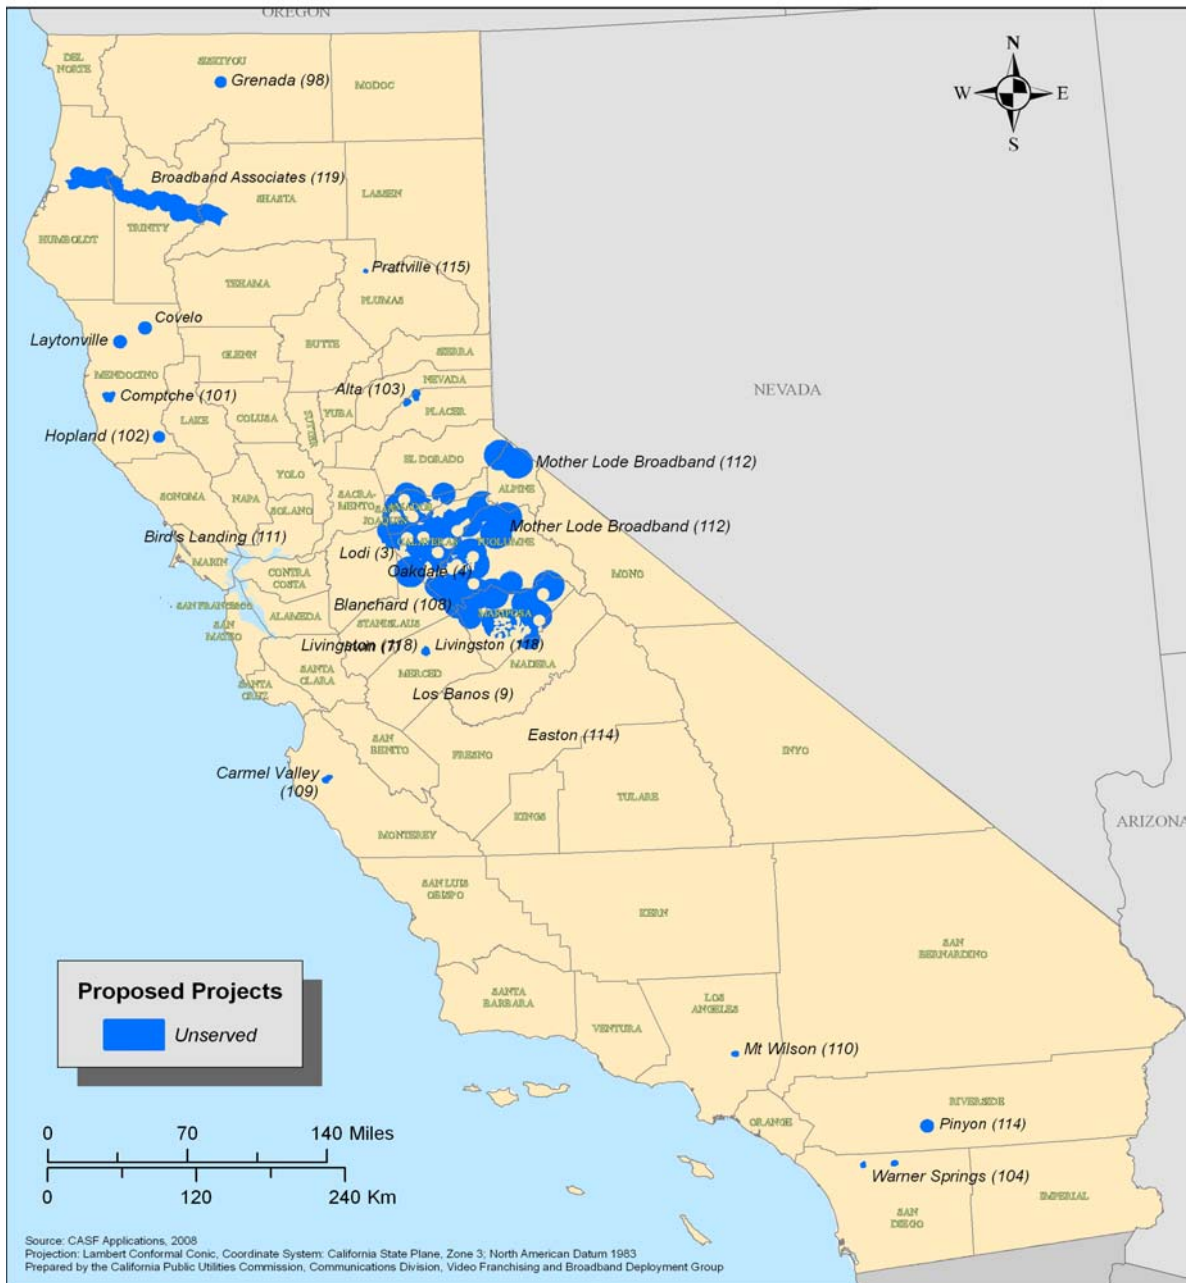 OREGON
DEL
NORTE
SISKIYOU
MODOC
Grenada (98)
N
W
E
S
Broadband Associates (119)
SHASTA
LASSEN
HUMBOLDT
TRINITY
Prattville (115)
TEHAMA
PLUMAS
Covelo
Laytonville
BUTTE
GLENN
SIERRA
MENDOCINO
NEVADA
NEVADA
Alta (103)
Comptche (101)
LAKE
COLUSA
SUTTER
YUBA
PLACER
Hopland (102)
EL DORADO
Mother Lode Broadband (112)
YOLO
ALPINE
SONOMA
NAPA
SACRA-
MENTO
SOLANO
AMADOR
SAN
JOAQUIN
Mother Lode Broadband (112)
Bird's Landing (111)
CALAVERAS
TUOLUMNE
Lodi (3)
MARIN
Oakdale (4)
MONO
CONTRA
COSTA
Blanchard (108)
SAN FRANCISCO
ALAMEDA
STANISLAUS
MARIPOSA
SAN
MATEO
Livingston (118)
Livingston (118)
SANTA
CLARA
MERCED
MADERA
SANTA
CRUZ
Los Banos (9)
Easton (114)
SAN
BENITO
FRESNO
INYO
Carmel Valley
(109)
TULARE
KINGS
ARIZONA
MONTEREY
SAN LUIS
OBISPO
KERN
SAN
BERNARDINO
Proposed Projects
Unserved
SANTA
BARBARA
LOS
ANGELES
VENTURA
Mt Wilson (110)
RIVERSIDE
ORANGE
Pinyon (114)
0 70 140 Miles
Warner Springs (104)
0 120 240 Km
IMPERIAL
SAN
DIEGO
Source: CASF Applications, 2008
Projection: Lambert Conformal Conic, Coordinate System: California State Plane, Zone 3; North American Datum 1983
Prepared by the California Public Utilities Commission, Communications Division, Video Franchising and Broadband Deployment Group